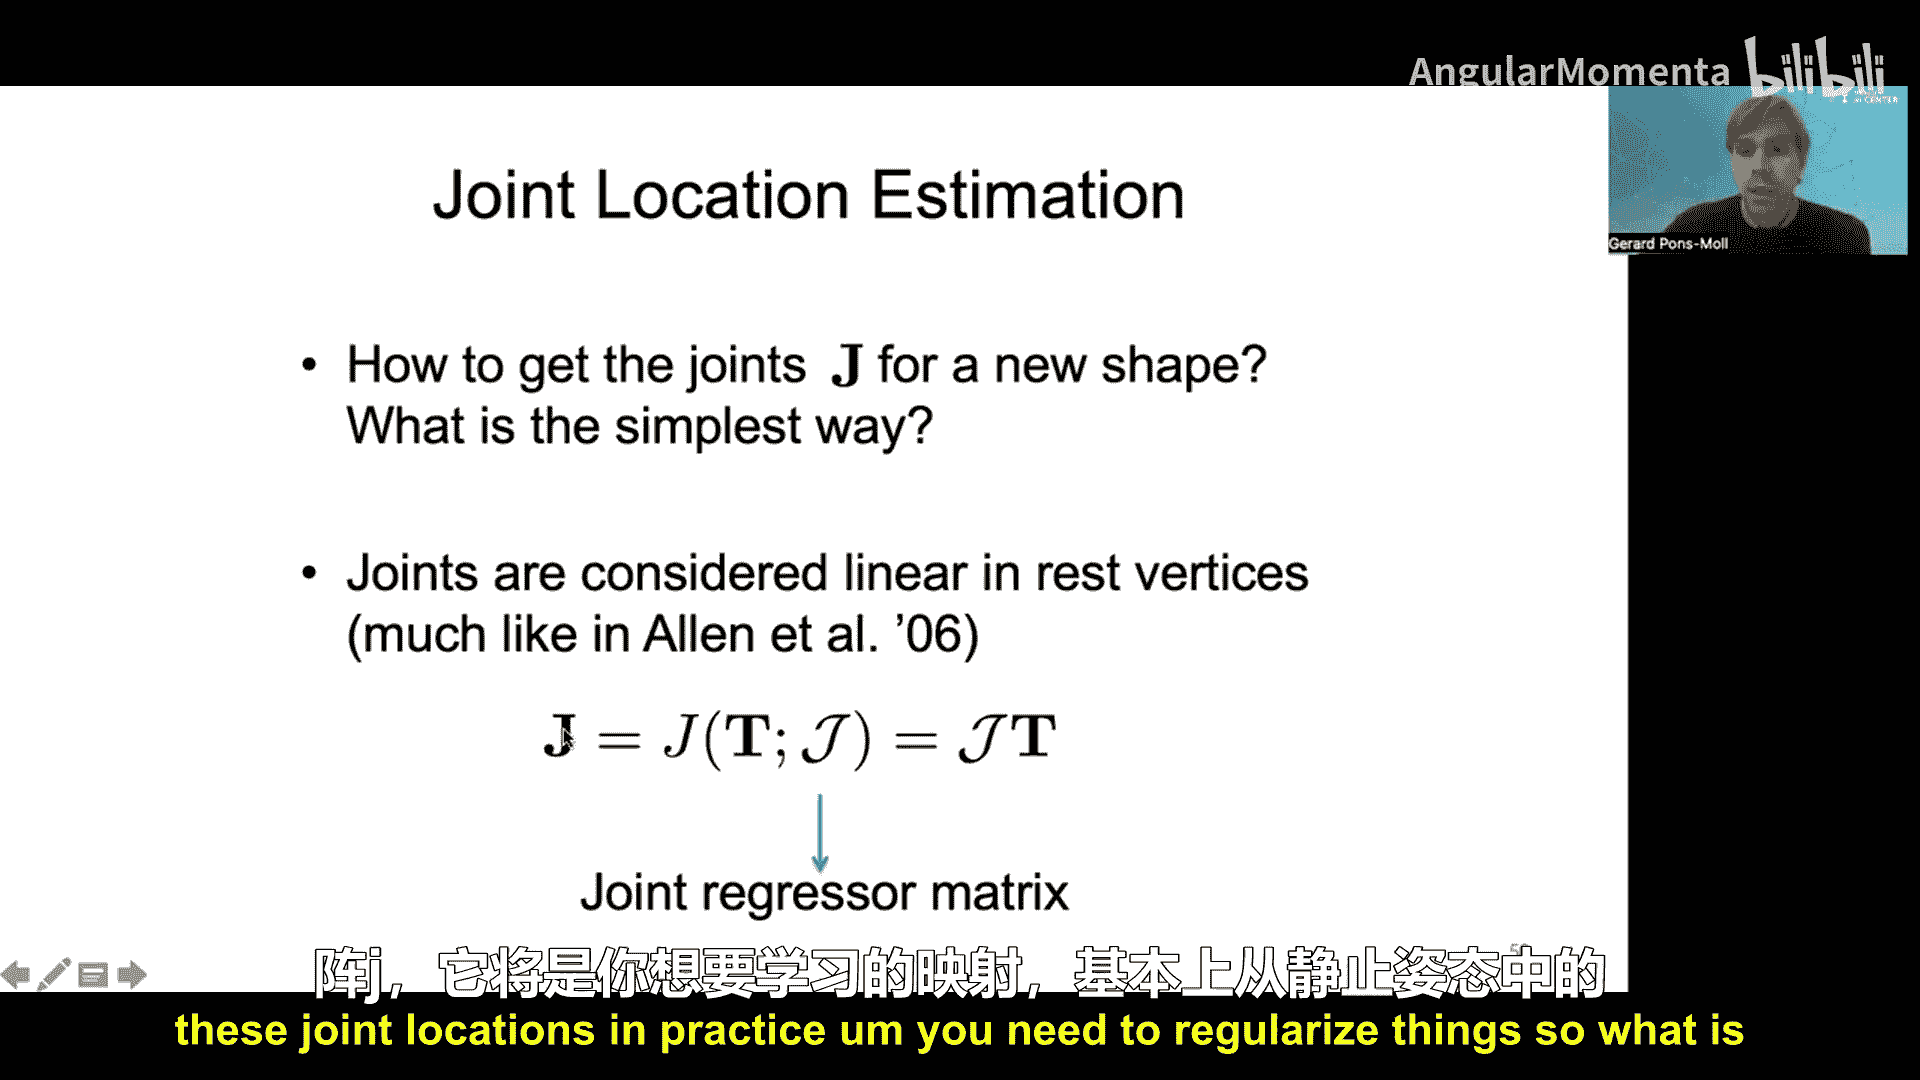 AngularMomenta bilibili
Gerard Pons-Moll
Joint Location Estimation
• How to get the joints J for a new shape?
What is the simplest way?
• Joints are considered linear in rest vertices
(much like in Allen et al. ’06)
J = J(T; 𝒥) = 𝒥T
Joint regressor matrix
阵j，它将是你想要学习的映射，基本上从静止姿态中的
these joint locations in practice um you need to regularize things so what is